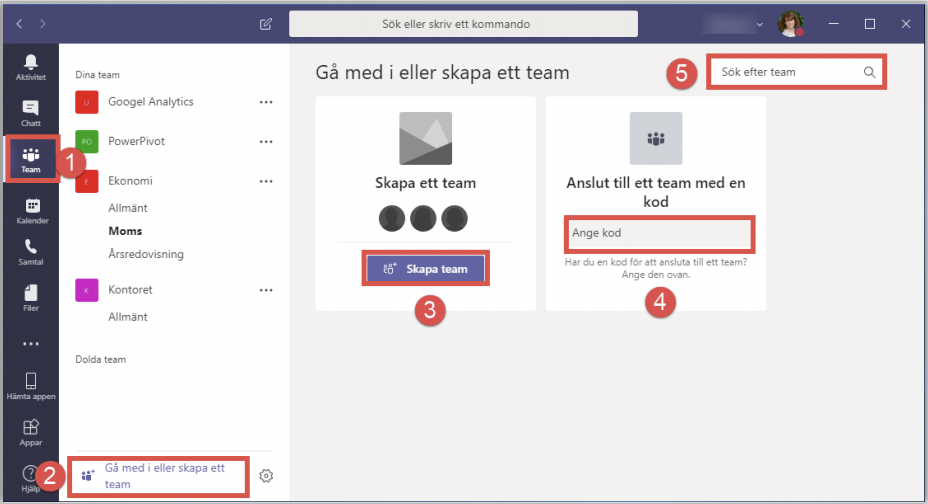 Sök eller skriv ett kommando
Aktivitet
Chatt
Team
Kalender
Samtal
Filer
Hämta appen
Appar
Hjälp
1
2
Dina team
U Googel Analytics
PO PowerPivot
E Ekonomi
Allmänt
Moms
Årsredovisning
K Kontoret
Allmänt
Dolda team
Gå med i eller skapa ett
team
Gå med i eller skapa ett team
5
Sök efter team
Skapa ett team
Skapa team
3
Anslut till ett team med en
kod
Ange kod
Har du en kod för att ansluta till ett team?
Ange den ovan.
4